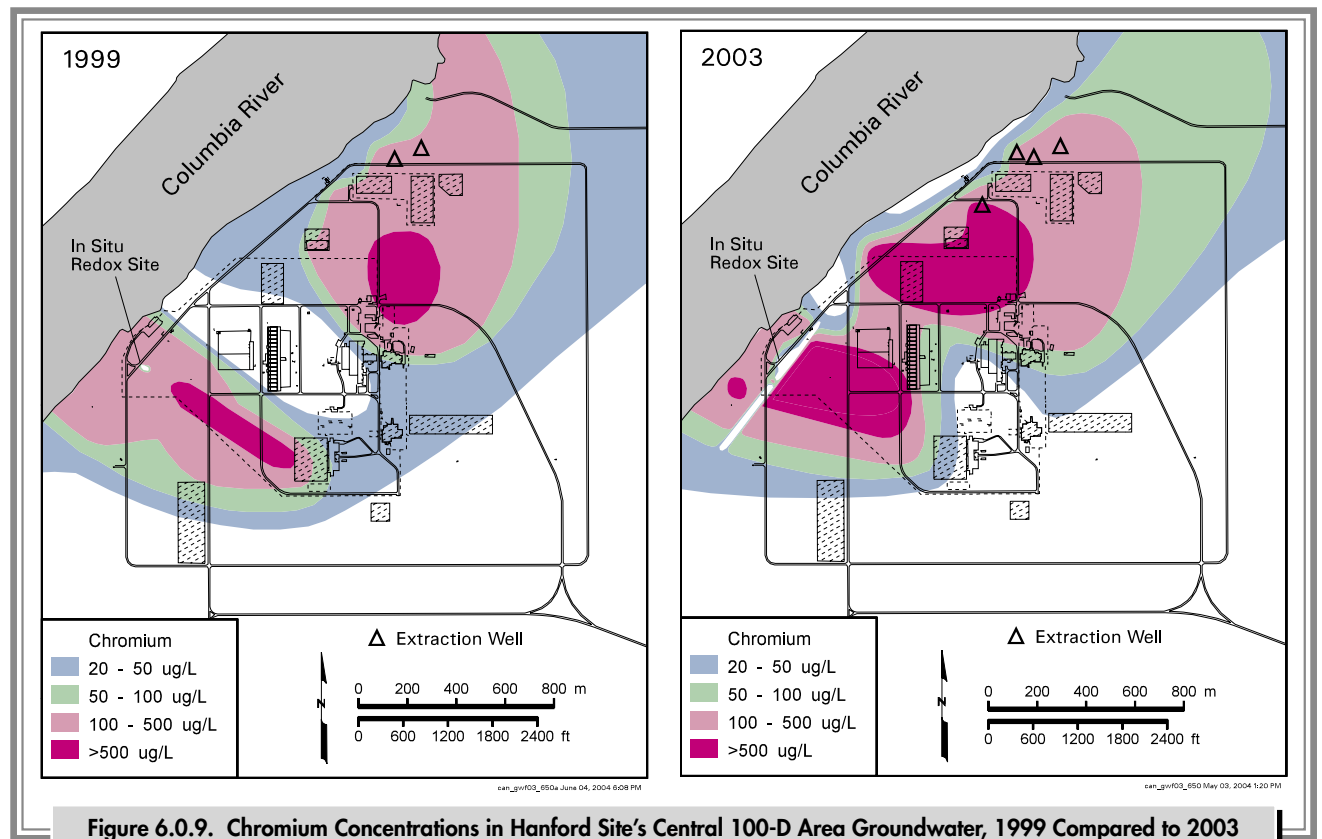 1999
Columbia River
In Situ
Redox Site
Chromium
20 - 50 ug/L
50 - 100 ug/L
100 - 500 ug/L
>500 ug/L
Extraction Well
N
0 200 400 600 800 m
0 600 1200 1800 2400 ft
can_gwf03_650a June 04, 2004 6:08 PM
2003
Columbia River
In Situ
Redox Site
Chromium
20 - 50 ug/L
50 - 100 ug/L
100 - 500 ug/L
>500 ug/L
Extraction Well
N
0 200 400 600 800 m
0 600 1200 1800 2400 ft
can_gwf03_650 May 03, 2004 1:20 PM
Figure 6.0.9. Chromium Concentrations in Hanford Site's Central 100-D Area Groundwater, 1999 Compared to 2003